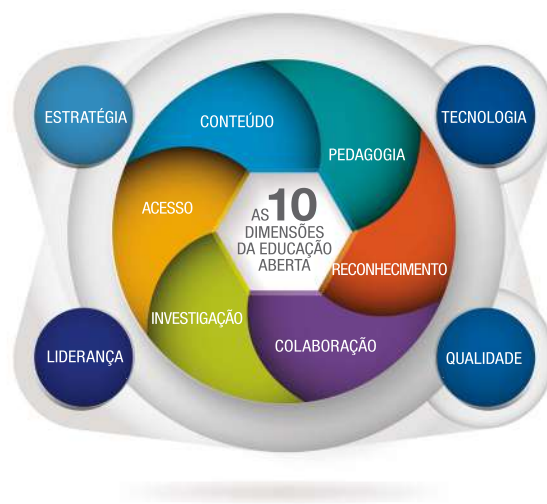 ESTRATÉGIA
TECNOLOGIA
CONTEÚDO
PEDAGOGIA
ACESSO
AS 10
DIMENSÕES
DA EDUCAÇÃO
ABERTA
RECONHECIMENTO
INVESTIGAÇÃO
COLABORAÇÃO
LIDERANÇA
QUALIDADE